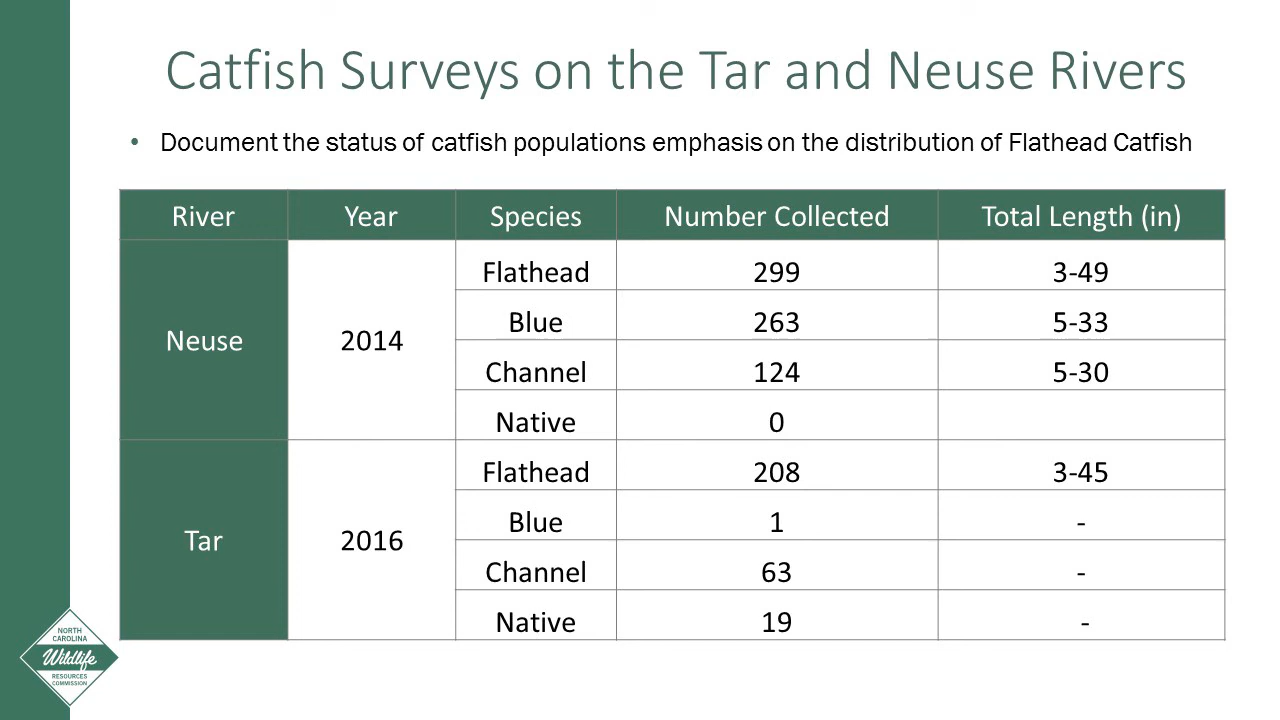 Catfish Surveys on the Tar and Neuse Rivers
• Document the status of catfish populations emphasis on the distribution of Flathead Catfish
River Year Species Number Collected Total Length (in)
Neuse 2014 Flathead 299 3-49
Blue 263 5-33
Channel 124 5-30
Native 0
Tar 2016 Flathead 208 3-45
Blue 1 -
Channel 63 -
Native 19 -
NORTH
CAROLINA
Wildlife
RESOURCES
COMMISSION